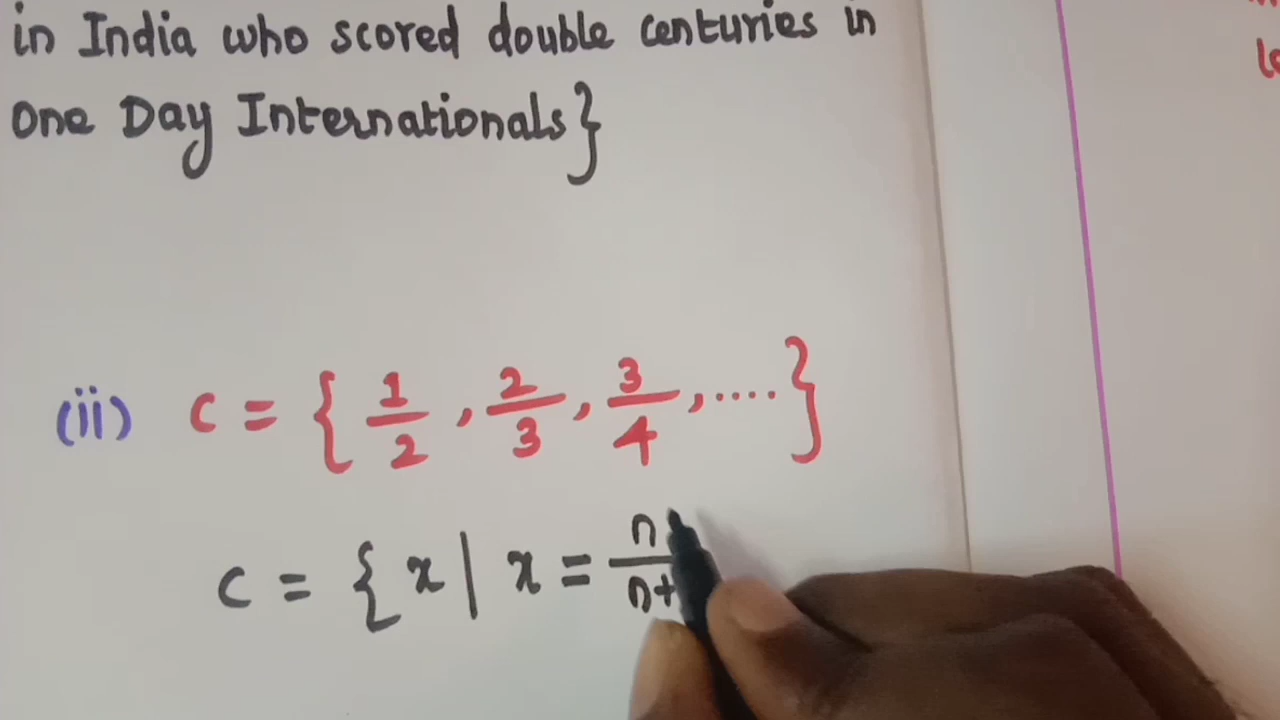 in India who scored double centuries in
One Day Internationals}
(ii) C = { 1/2 , 2/3 , 3/4 , .... }
C = { x | x = n/n+